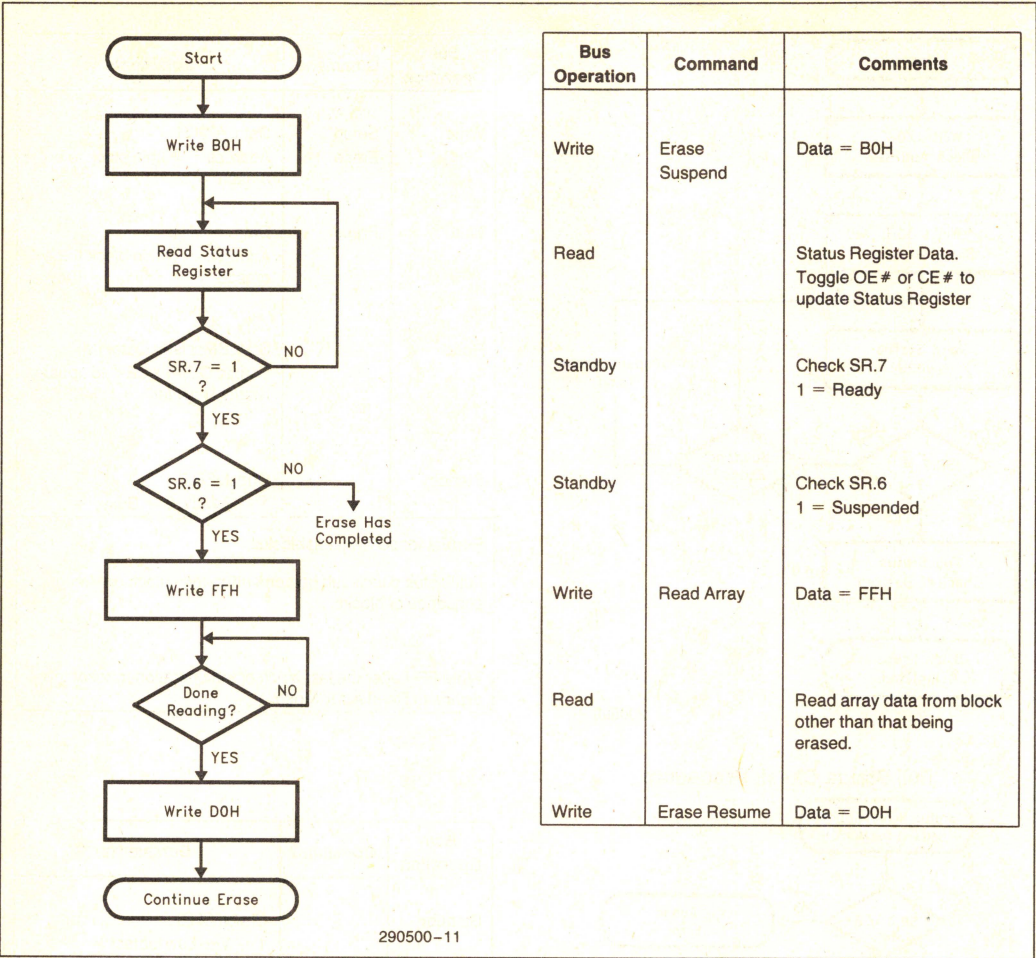 Start
Write B0H
Read Status
Register
SR.7 = 1
?
NO
YES
SR.6 = 1
?
NO
Erase Has
Completed
YES
Write FFH
Done
Reading?
NO
YES
Write D0H
Continue Erase
290500–11
Bus
Operation
Command
Comments
Write
Erase
Suspend
Data = B0H
Read
Status Register Data.
Toggle OE# or CE# to
update Status Register
Standby
Check SR.7
1 = Ready
Standby
Check SR.6
1 = Suspended
Write
Read Array
Data = FFH
Read
Read array data from block
other than that being
erased.
Write
Erase Resume
Data = D0H